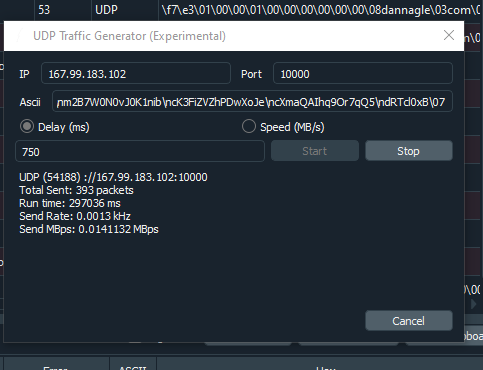 53 UDP \f7\e3\01\00\00\01\00\00\00\00\00\00\08dannagle\03com\0
UDP Traffic Generator (Experimental)
IP 167.99.183.102 Port 10000
Ascii nm2B7W0N0vJ0K1nib\ncK3FiZVZhPDwXoJe\ncXmaQAIhq9Or7qQ5\ndRTcl0xB\07
Delay (ms) Speed (MB/s)
750 Start Stop
UDP (54188) ://167.99.183.102:10000
Total Sent: 393 packets
Run time: 297036 ms
Send Rate: 0.0013 kHz
Send MBps: 0.0141132 MBps
Cancel
Error ASCII Hex